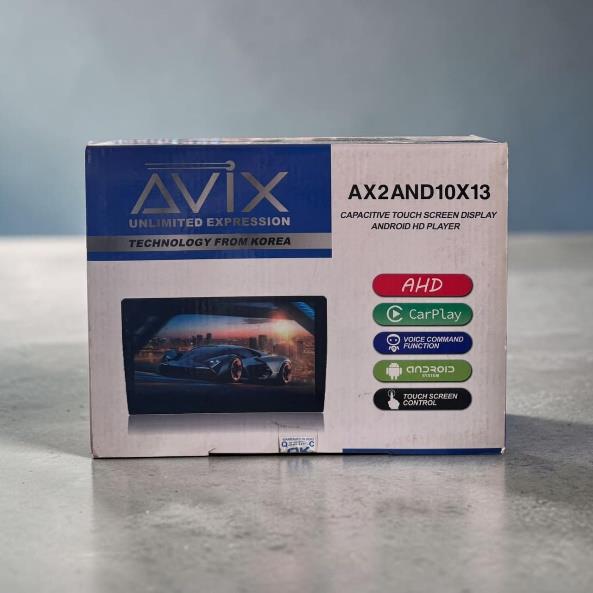 AVIX
UNLIMITED EXPRESSION
TECHNOLOGY FROM KOREA
AX2AND10X13
CAPACITIVE TOUCH SCREEN DISPLAY
ANDROID HD PLAYER
AHD
CarPlay
VOICE COMMAND
FUNCTION
ANDROID
SYSTEM
TOUCH SCREEN
CONTROL
Q C
OK